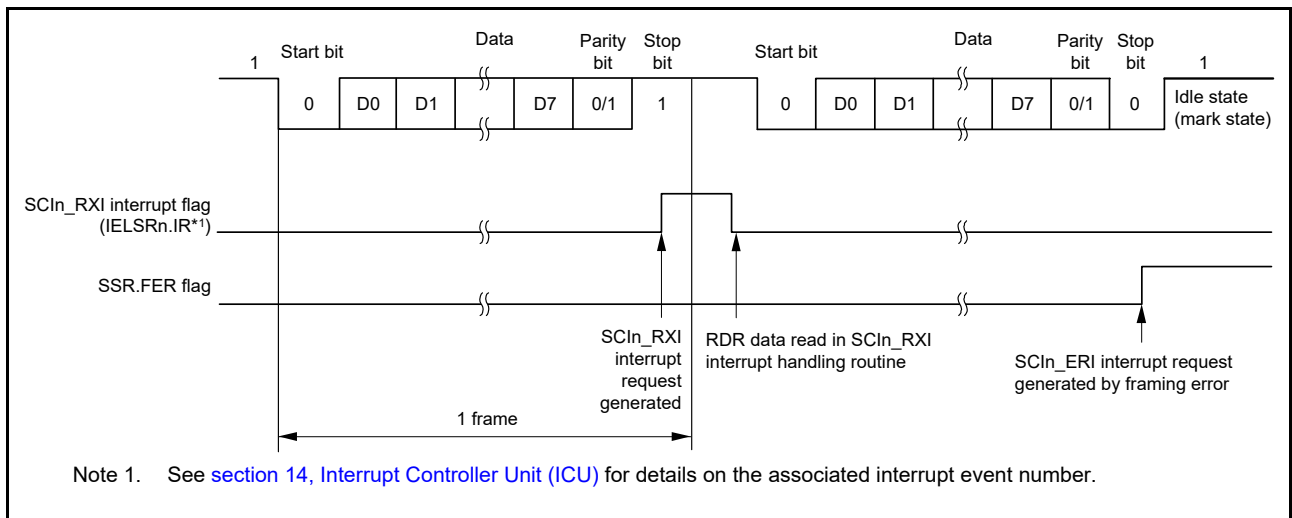 Start bit Data Parity Stop Start bit Data Parity Stop
1 bit bit bit bit 1
0 D0 D1 D7 0/1 1 0 D0 D1 D7 0/1 0 Idle state
(mark state)
SCIn_RXI interrupt flag
(IELSRn.IR*1)
SSR.FER flag
SCIn_RXI
interrupt
request
generated
RDR data read in SCIn_RXI
interrupt handling routine
SCIn_ERI interrupt request
generated by framing error
1 frame
Note 1. See section 14, Interrupt Controller Unit (ICU) for details on the associated interrupt event number.